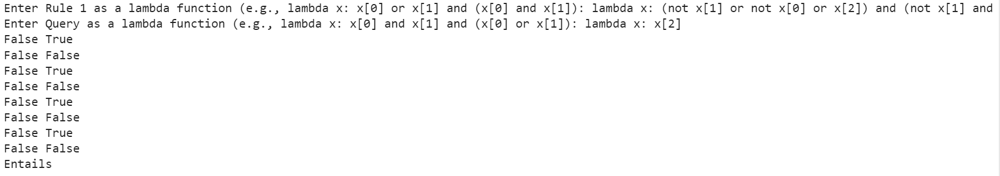 Enter Rule 1 as a lambda function (e.g., lambda x: x[0] or x[1] and (x[0] and x[1]): lambda x: (not x[1] or not x[0] or x[2]) and (not x[1] and
Enter Query as a lambda function (e.g., lambda x: x[0] and x[1] and (x[0] or x[1]): lambda x: x[2]
False True
False False
False True
False False
False True
False False
False True
False False
Entails